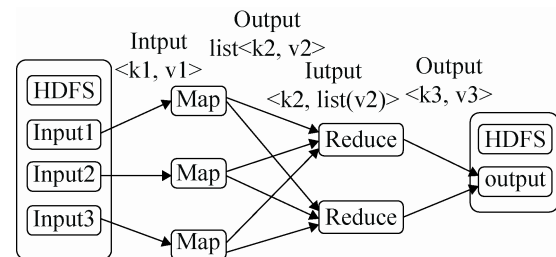 Intput
<k1, v1>
Output
list<k2, v2>
Iutput
<k2, list(v2)>
Output
<k3, v3>
HDFS
Input1
Input2
Input3
Map
Map
Map
Reduce
Reduce
HDFS
output